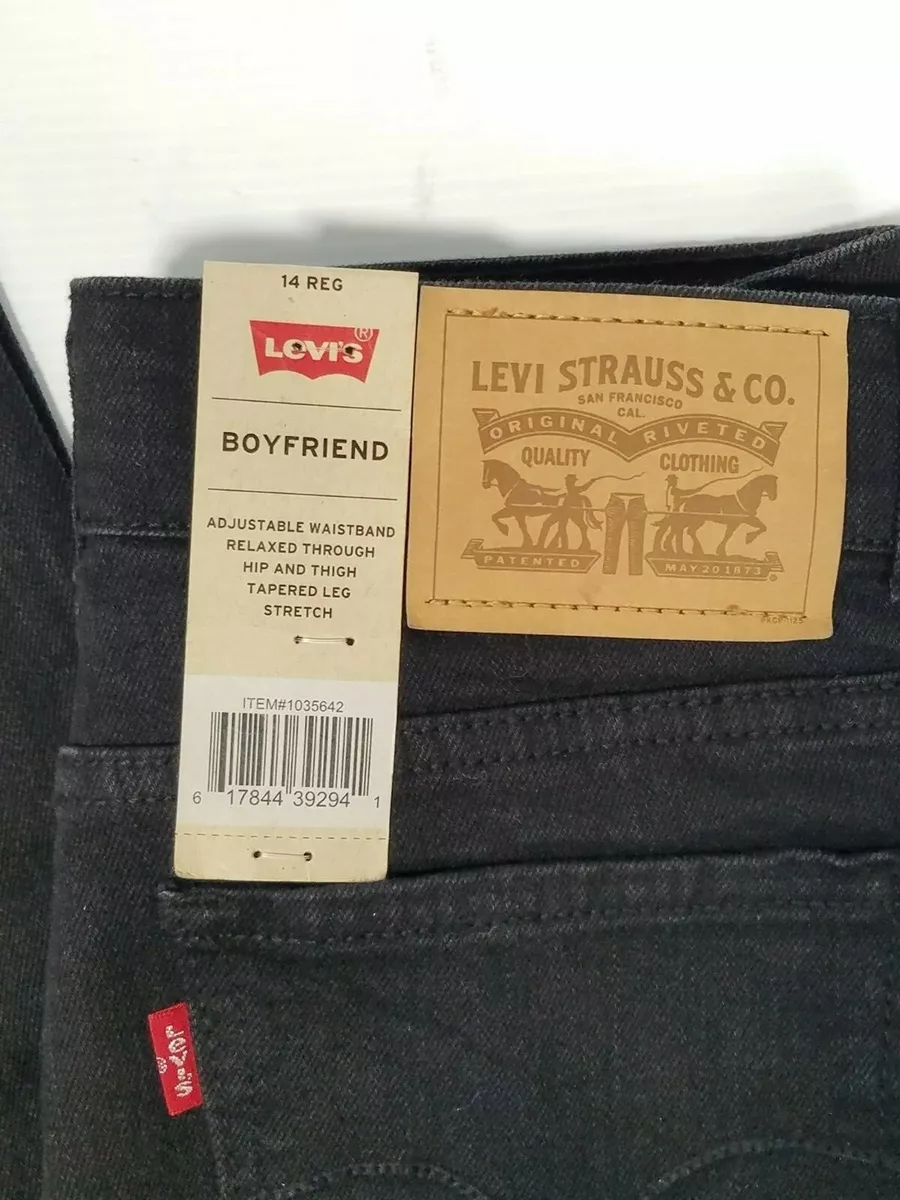 14 REG
LEVI'S®
BOYFRIEND
ADJUSTABLE WAISTBAND
RELAXED THROUGH
HIP AND THIGH
TAPERED LEG
STRETCH
ITEM#1035642
6 17844 39294 1
LEVI STRAUSS & CO.
SAN FRANCISCO
CAL.
ORIGINAL RIVETED
QUALITY CLOTHING
PATENTED MAY 20 1873
Levi's